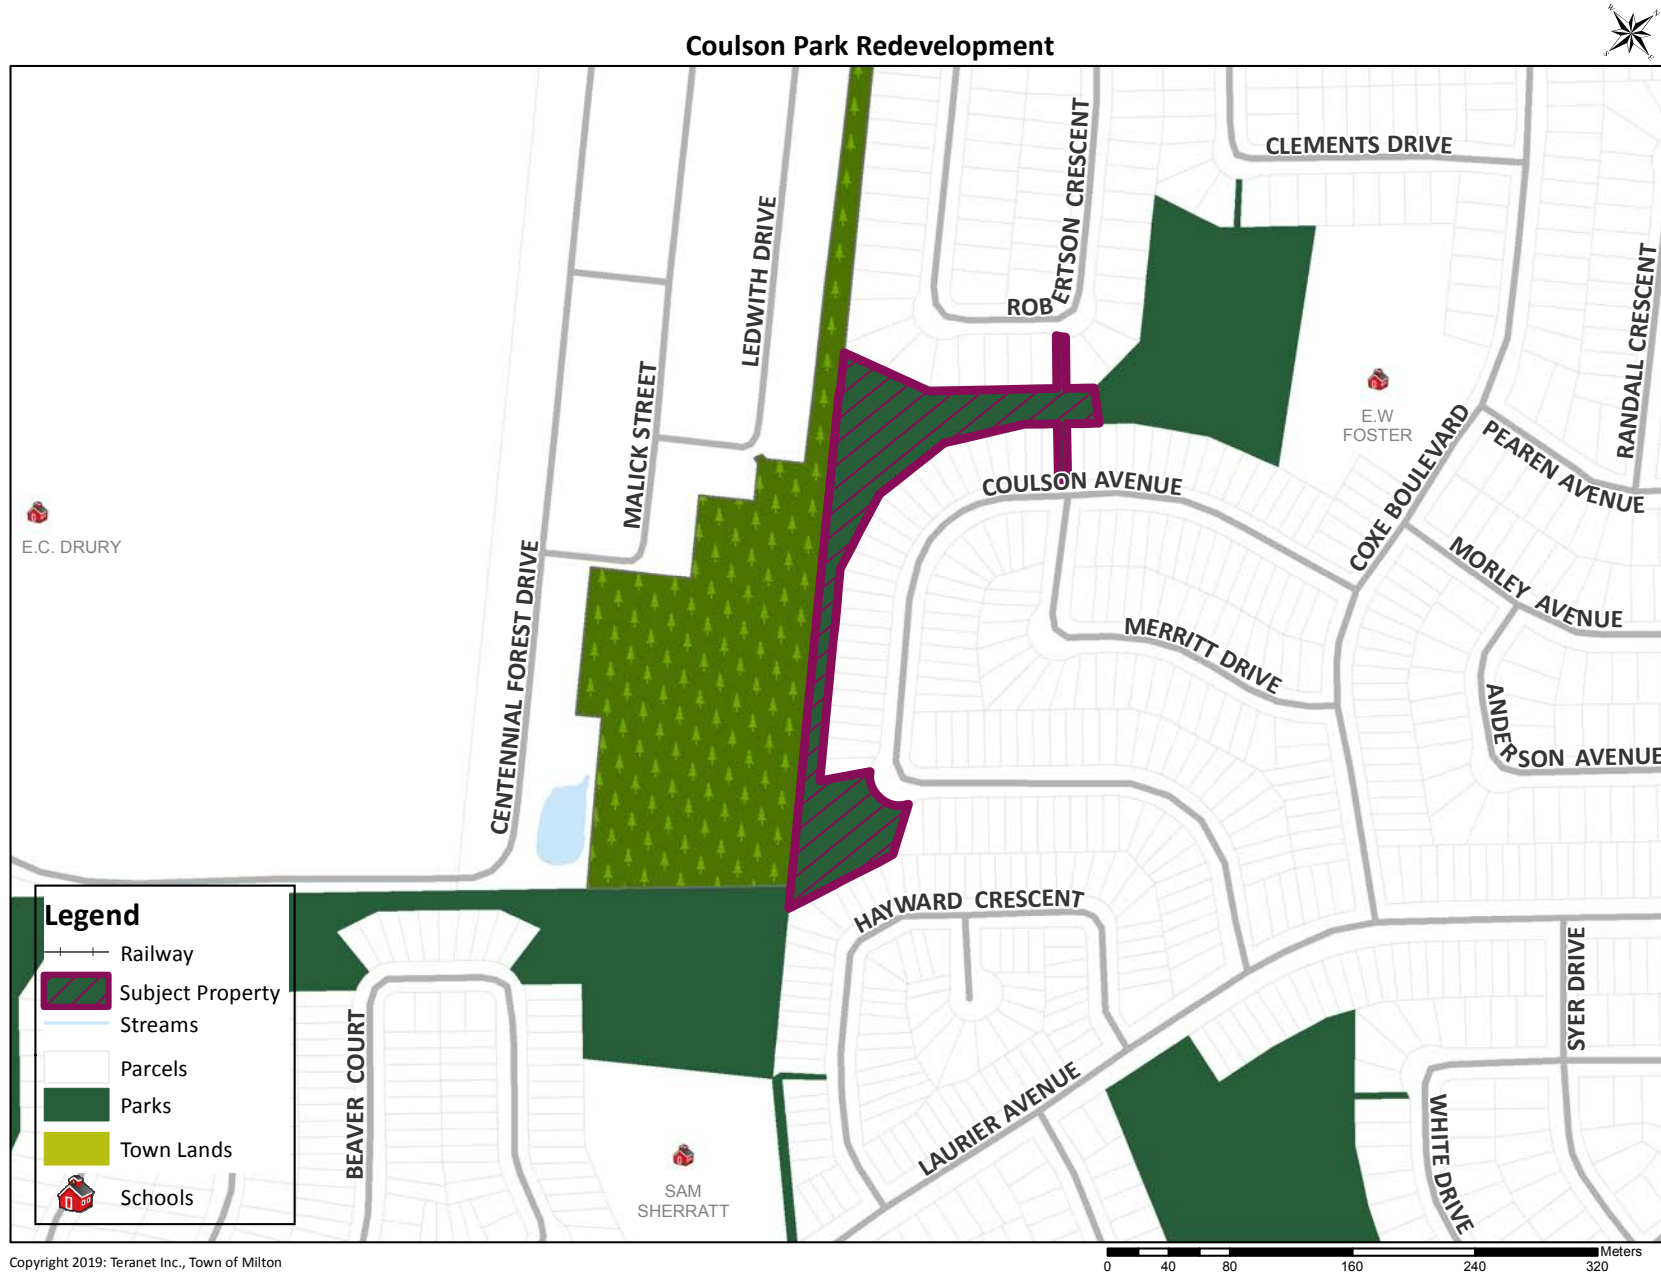 Coulson Park Redevelopment
W
N
S
E
CLEMENTS DRIVE
ROBERTSON CRESCENT
LEDWITH DRIVE
RANDALL CRESCENT
MALICK STREET
E.W
FOSTER
COXE BOULEVARD
PEAREN AVENUE
COULSON AVENUE
E.C. DRURY
MORLEY AVENUE
CENTENNIAL FOREST DRIVE
MERRITT DRIVE
ANDERSON AVENUE
HAYWARD CRESCENT
Legend
Railway
Subject Property
Streams
Parcels
Parks
Town Lands
Schools
BEAVER COURT
SYER DRIVE
LAURIER AVENUE
WHITE DRIVE
SAM
SHERRATT
Copyright 2019: Teranet Inc., Town of Milton
Meters
0 40 80 160 240 320